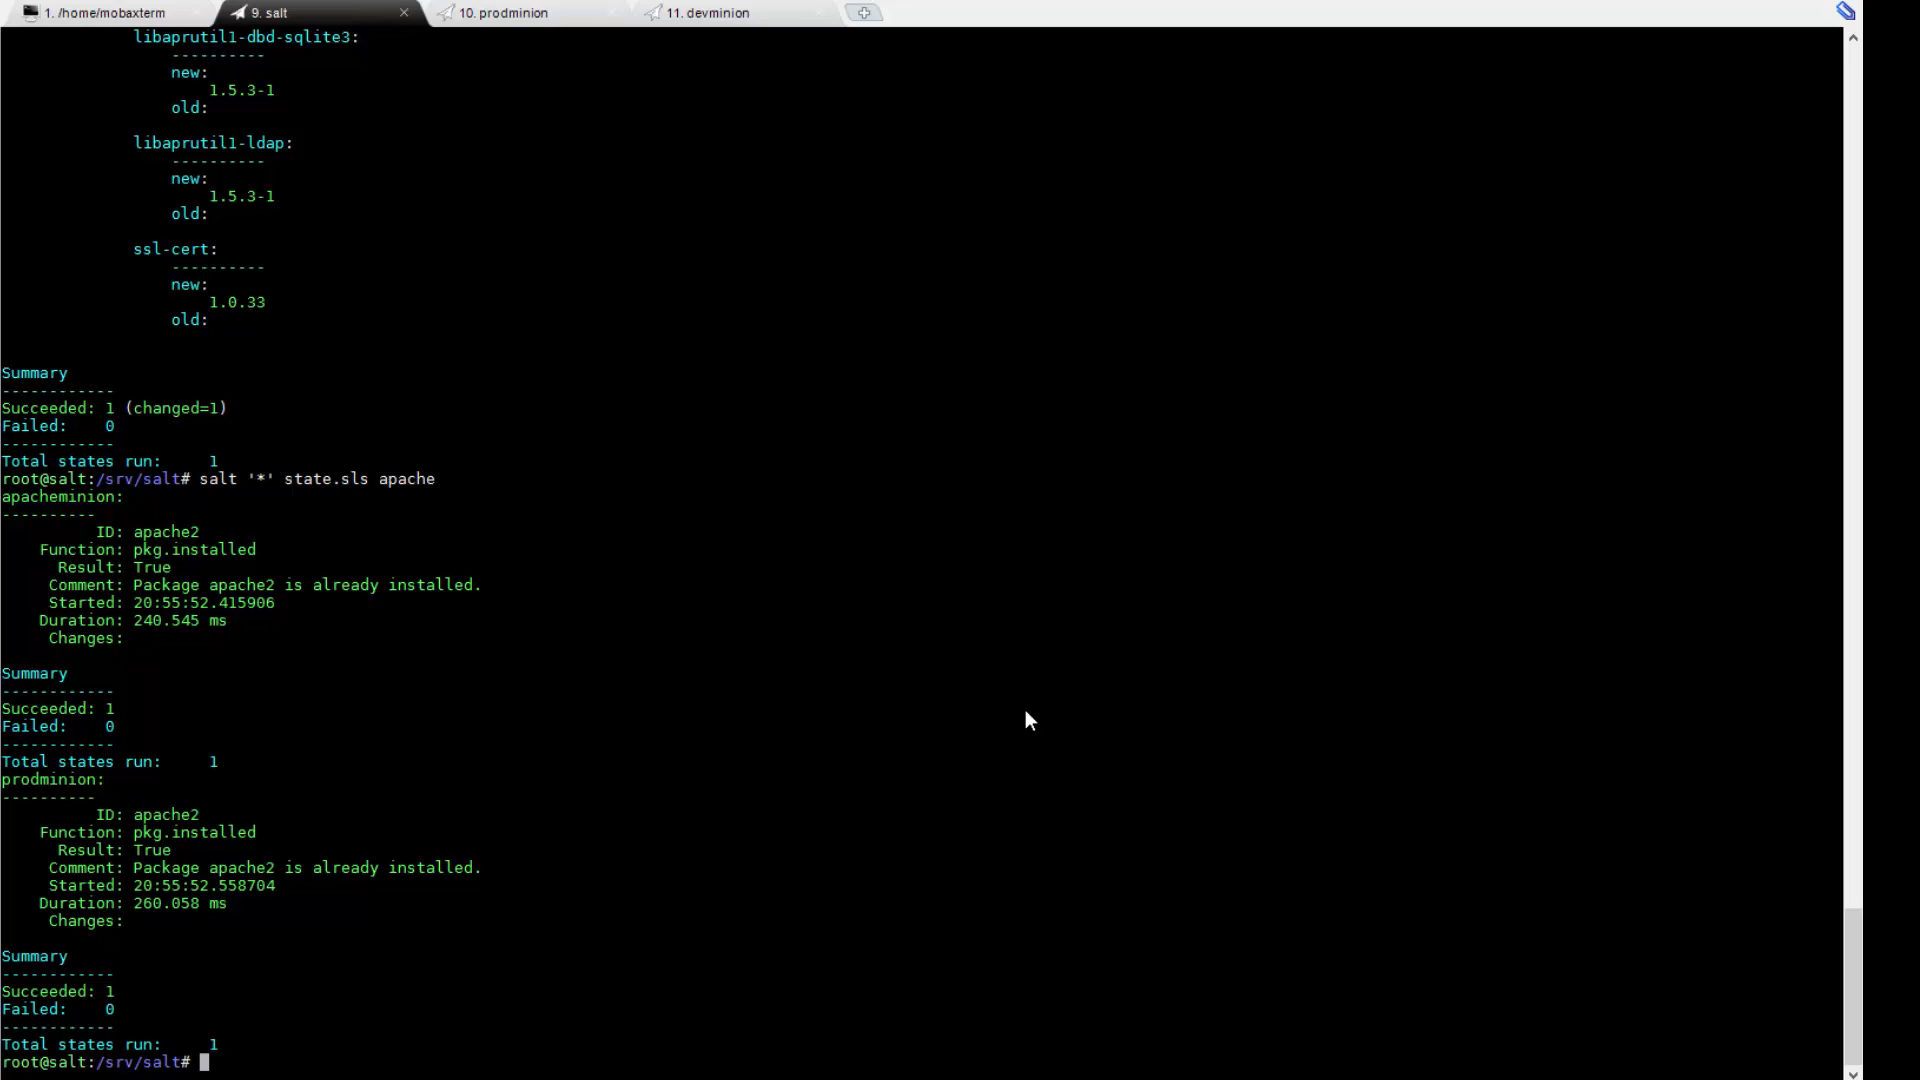 1. /home/mobaxterm
9. salt
10. prodminion
11. devminion
libaprutil1-dbd-sqlite3:
----------
new:
1.5.3-1
old:
libaprutil1-ldap:
----------
new:
1.5.3-1
old:
ssl-cert:
----------
new:
1.0.33
old:
Summary
------------
Succeeded: 1 (changed=1)
Failed:    0
------------
Total states run:     1
root@salt:/srv/salt# salt '*' state.sls apache
apacheminion:
----------
ID: apache2
Function: pkg.installed
Result: True
Comment: Package apache2 is already installed.
Started: 20:55:52.415906
Duration: 240.545 ms
Changes:
Summary
------------
Succeeded: 1
Failed:    0
------------
Total states run:     1
prodminion:
----------
ID: apache2
Function: pkg.installed
Result: True
Comment: Package apache2 is already installed.
Started: 20:55:52.558704
Duration: 260.058 ms
Changes:
Summary
------------
Succeeded: 1
Failed:    0
------------
Total states run:     1
root@salt:/srv/salt#